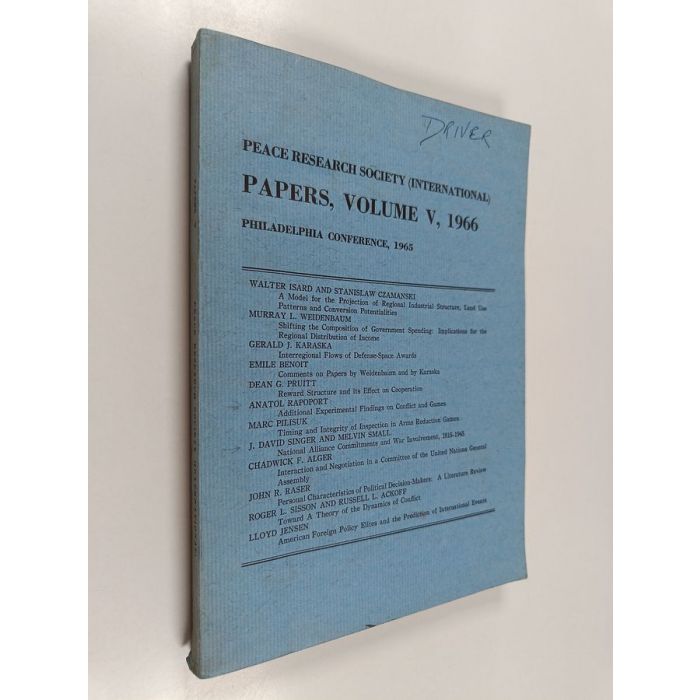 DRIVER
PEACE RESEARCH SOCIETY (INTERNATIONAL)
PAPERS, VOLUME V, 1966
PHILADELPHIA CONFERENCE, 1965
WALTER ISARD AND STANISLAW CZAMANSKI
A Model for the Projection of Regional Industrial Structure, Land Use
Patterns and Conversion Potentialities
MURRAY L. WEIDENBAUM
Shifting the Composition of Government Spending: Implications for the
Regional Distribution of Income
GERALD J. KARASKA
Interregional Flows of Defense-Space Awards
EMILE BENOIT
Comments on Papers by Weidenbaum and by Karaska
DEAN G. PRUITT
Reward Structure and its Effect on Cooperation
ANATOL RAPOPORT
Additional Experimental Findings on Conflict and Games
MARC PILISUK
Timing and Integrity of Inspection in Arms Reduction Games
J. DAVID SINGER AND MELVIN SMALL
National Alliance Commitments and War Involvement, 1815-1945
CHADWICK F. ALGER
Interaction and Negotiation in a Committee of the United Nations General
Assembly
JOHN R. RASER
Personal Characteristics of Political Decision-Makers: A Literature Review
ROGER L. SISSON AND RUSSELL L. ACKOFF
Toward A Theory of the Dynamics of Conflict
LLOYD JENSEN
American Foreign Policy Elites and the Prediction of International Events